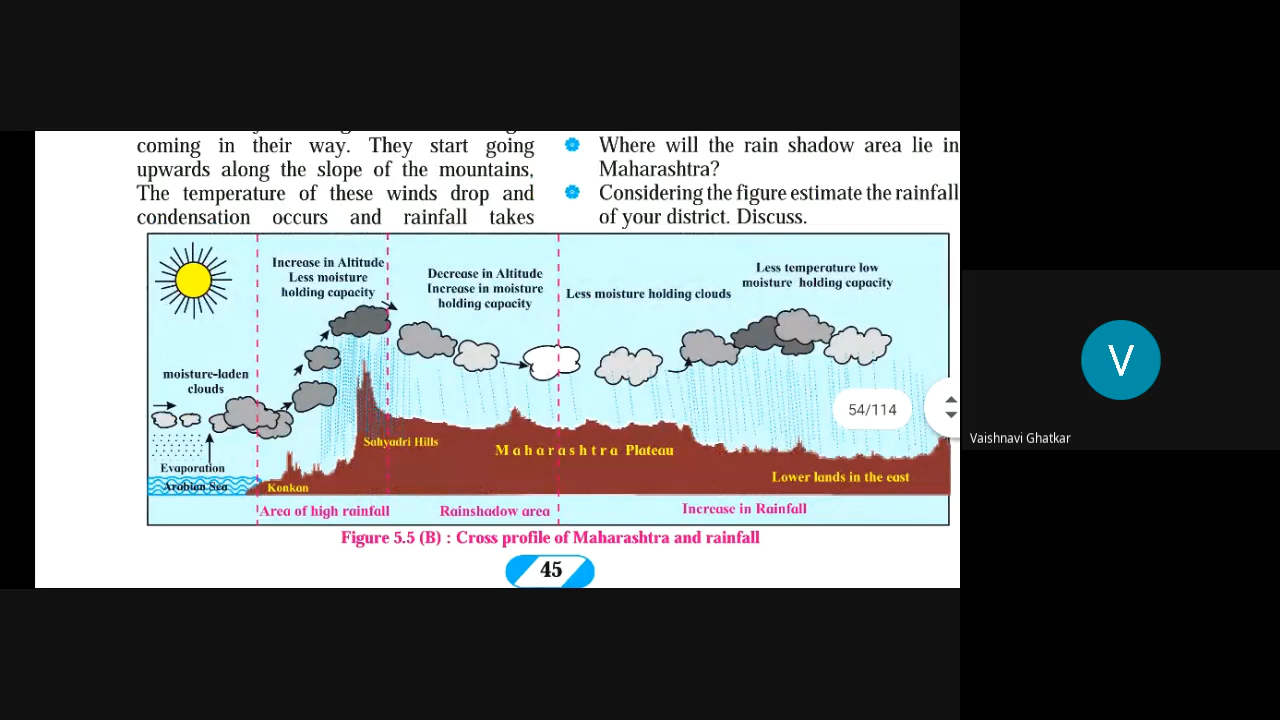 coming in their way. They start going
upwards along the slope of the mountains,
The temperature of these winds drop and
condensation occurs and rainfall takes
Where will the rain shadow area lie in
Maharashtra?
Considering the figure estimate the rainfall
of your district. Discuss.
Increase in Altitude
Less moisture
holding capacity
Decrease in Altitude
Increase in moisture
holding capacity
Less moisture holding clouds
Less temperature low
moisture holding capacity
moisture-laden
clouds
Evaporation
Arabian Sea
Konkan
Sahyadri Hills
Maharashtra Plateau
Lower lands in the east
Area of high rainfall
Rainshadow area
Increase in Rainfall
Figure 5.5 (B) : Cross profile of Maharashtra and rainfall
45
54/114
V
Vaishnavi Ghatkar